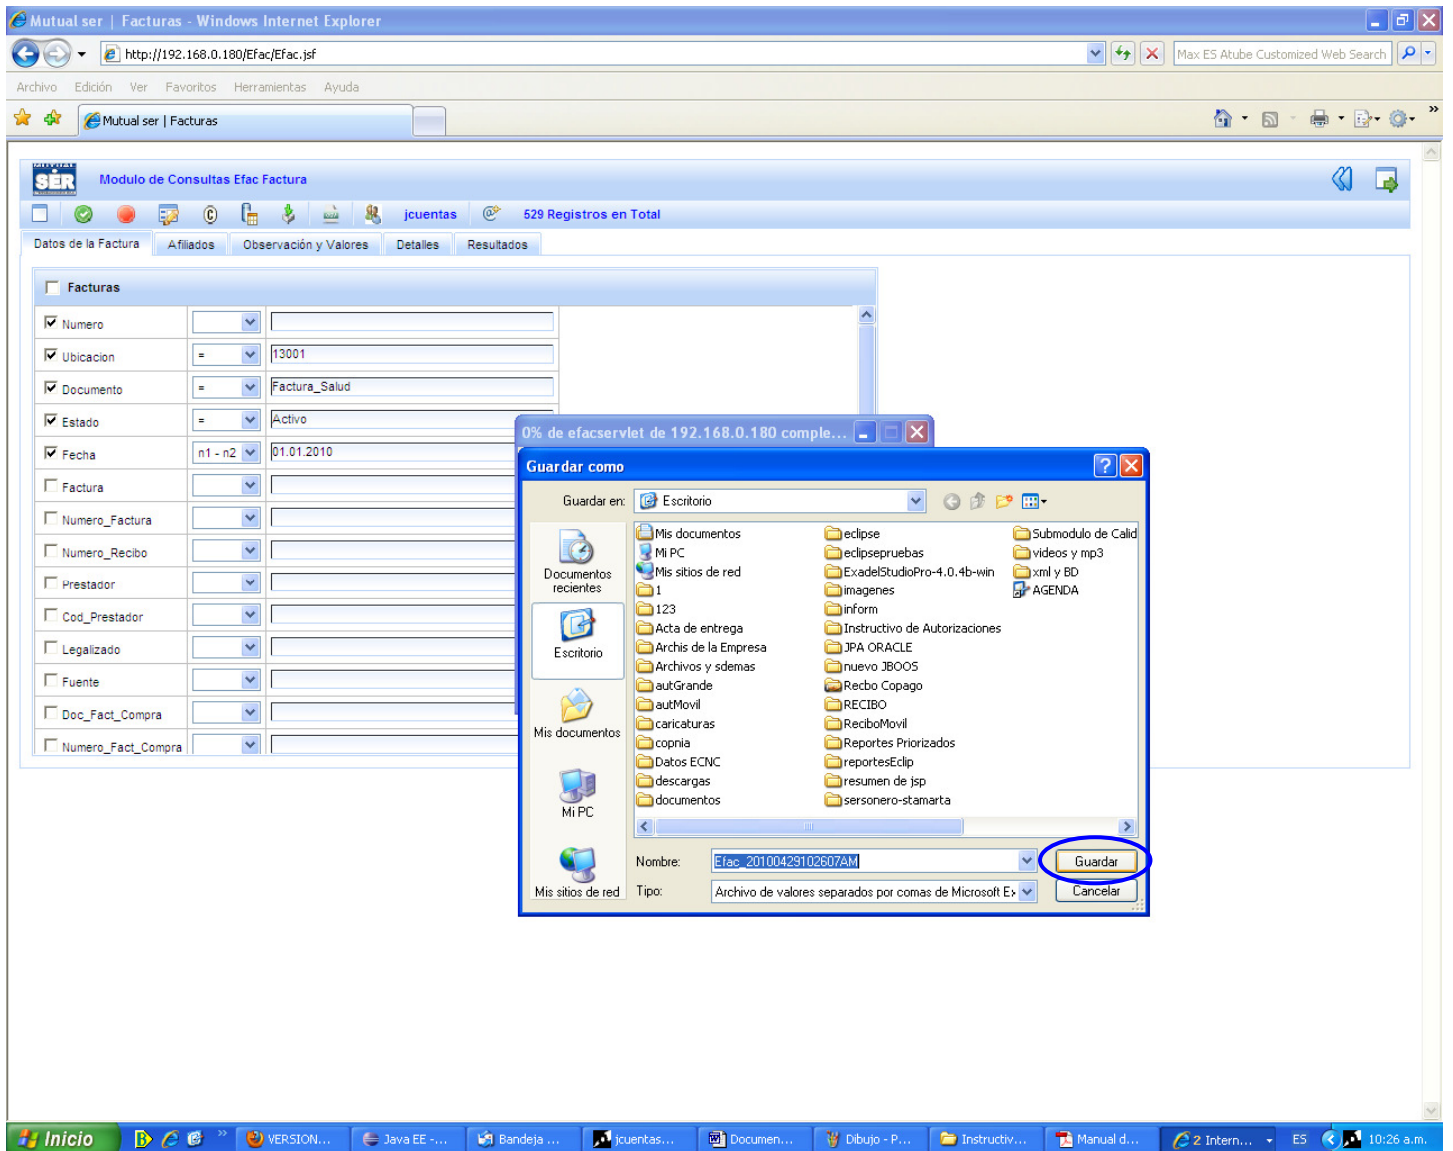 Mutual ser | Facturas - Windows Internet Explorer
http://192.168.0.180/Efac/Efac.jsf
Max ES Atube Customized Web Search
Archivo Edición Ver Favoritos Herramientas Ayuda
Mutual ser | Facturas
MUTUAL
SER
Modulo de Consultas Efac Factura
jcuentas
529 Registros en Total
Datos de la Factura Afiliados Observación y Valores Detalles Resultados
Facturas
Numero
Ubicacion = 13001
Documento = Factura_Salud
Estado = Activo
Fecha n1 - n2 01.01.2010
Factura
Numero_Factura
Numero_Recibo
Prestador
Cod_Prestador
Legalizado
Fuente
Doc_Fact_Compra
Numero_Fact_Compra
0% de efacservlet de 192.168.0.180 comple...
Guardar como
Guardar en: Escritorio
Documentos recientes
Escritorio
Mis documentos
Mi PC
Mis sitios de red
Mis documentos
Mi PC
Mis sitios de red
1
123
Acta de entrega
Archis de la Empresa
Archivos y sdemas
autGrande
autMovil
caricaturas
copnia
Datos ECNC
descargas
documentos
eclipse
eclipsepruebas
ExadelStudioPro-4.0.4b-win
imagenes
inform
Instructivo de Autorizaciones
JPA ORACLE
nuevo JBOOS
Recbo Copago
RECIBO
ReciboMovil
Reportes Priorizados
reportesEclip
resumen de jsp
sersonero-stamarta
Submodulo de Calid
videos y mp3
xml y BD
AGENDA
Nombre: Efac_20100429102607AM
Guardar
Tipo: Archivo de valores separados por comas de Microsoft Ex
Cancelar
Inicio
VERSION...
Java EE -...
Bandeja ...
jcuentas...
Documen...
Dibujo - P...
Instructiv...
Manual d...
2 Intern...
ES
10:26 a.m.